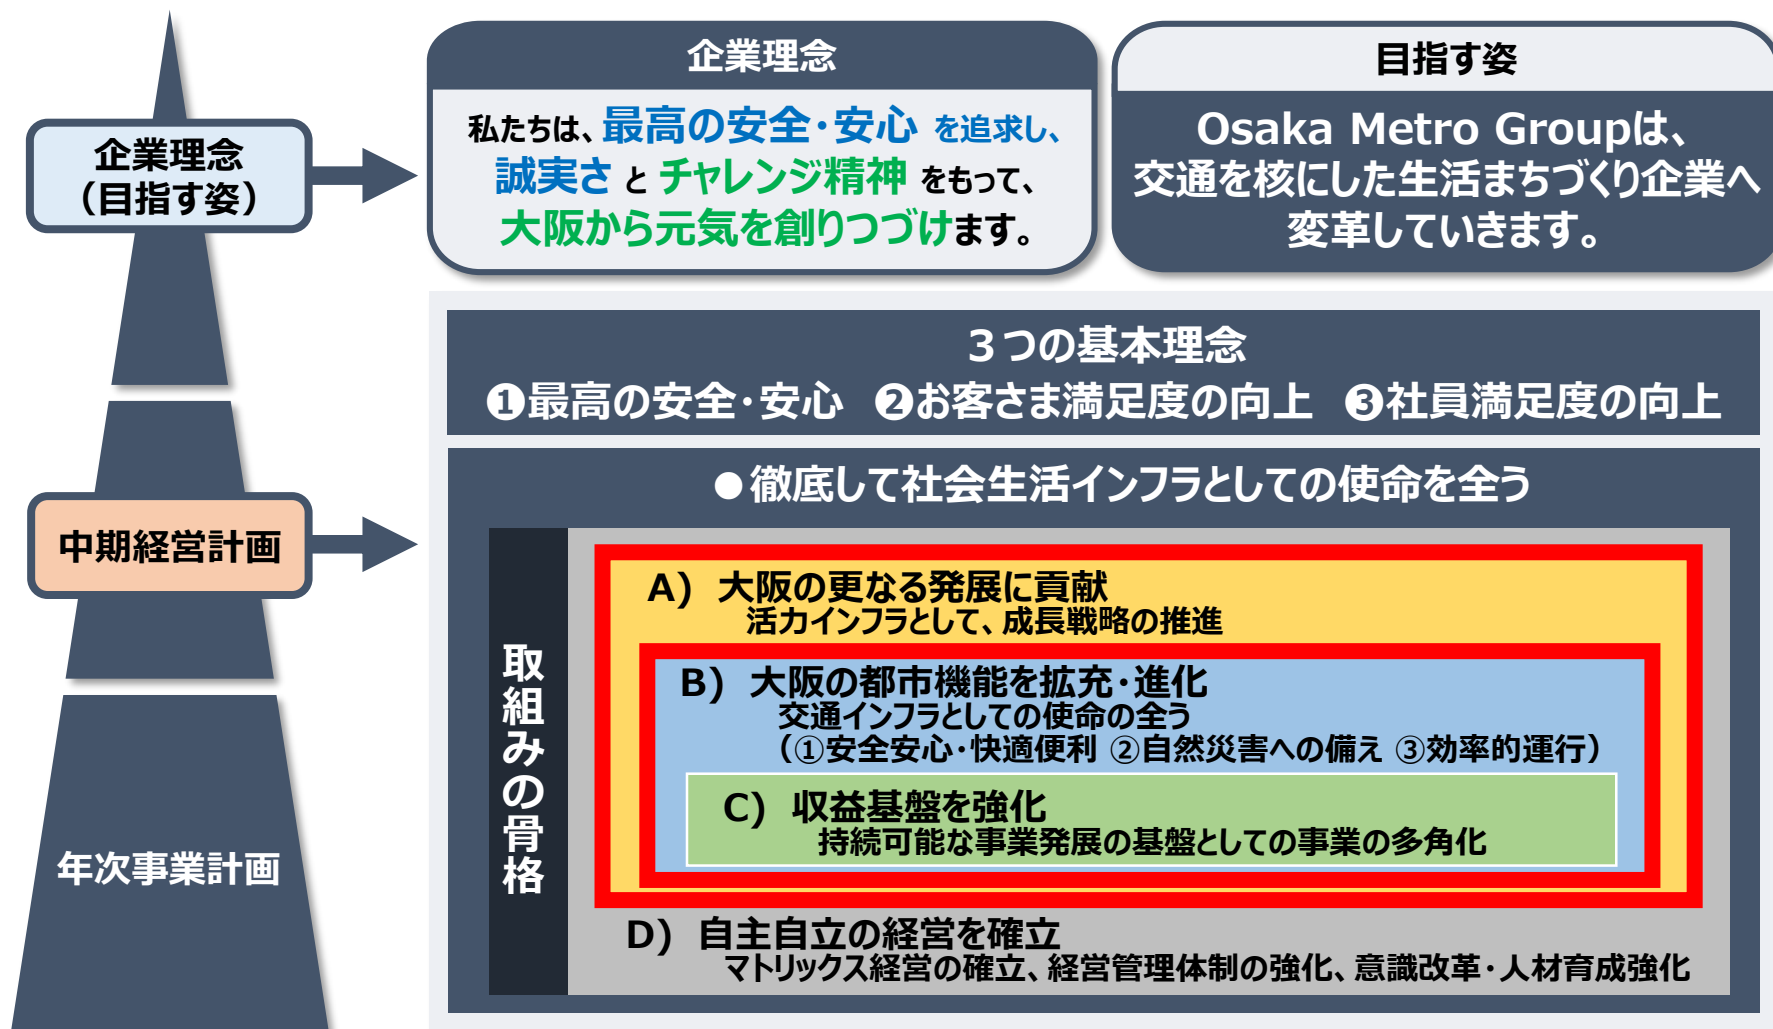 企業理念
（目指す姿）
中期経営計画
年次事業計画
企業理念
私たちは、最高の安全・安心 を追求し、
誠実さ と チャレンジ精神 をもって、
大阪から元気を創りつづけます。
目指す姿
Osaka Metro Groupは、
交通を核にした生活まちづくり企業へ
変革していきます。
３つの基本理念
❶最高の安全・安心 ❷お客さま満足度の向上 ❸社員満足度の向上
●徹底して社会生活インフラとしての使命を全う
取組みの骨格
A) 大阪の更なる発展に貢献
活力インフラとして、成長戦略の推進
B) 大阪の都市機能を拡充・進化
交通インフラとしての使命の全う
（①安全安心・快適便利 ②自然災害への備え ③効率的運行）
C) 収益基盤を強化
持続可能な事業発展の基盤としての事業の多角化
D) 自主自立の経営を確立
マトリックス経営の確立、経営管理体制の強化、意識改革・人材育成強化